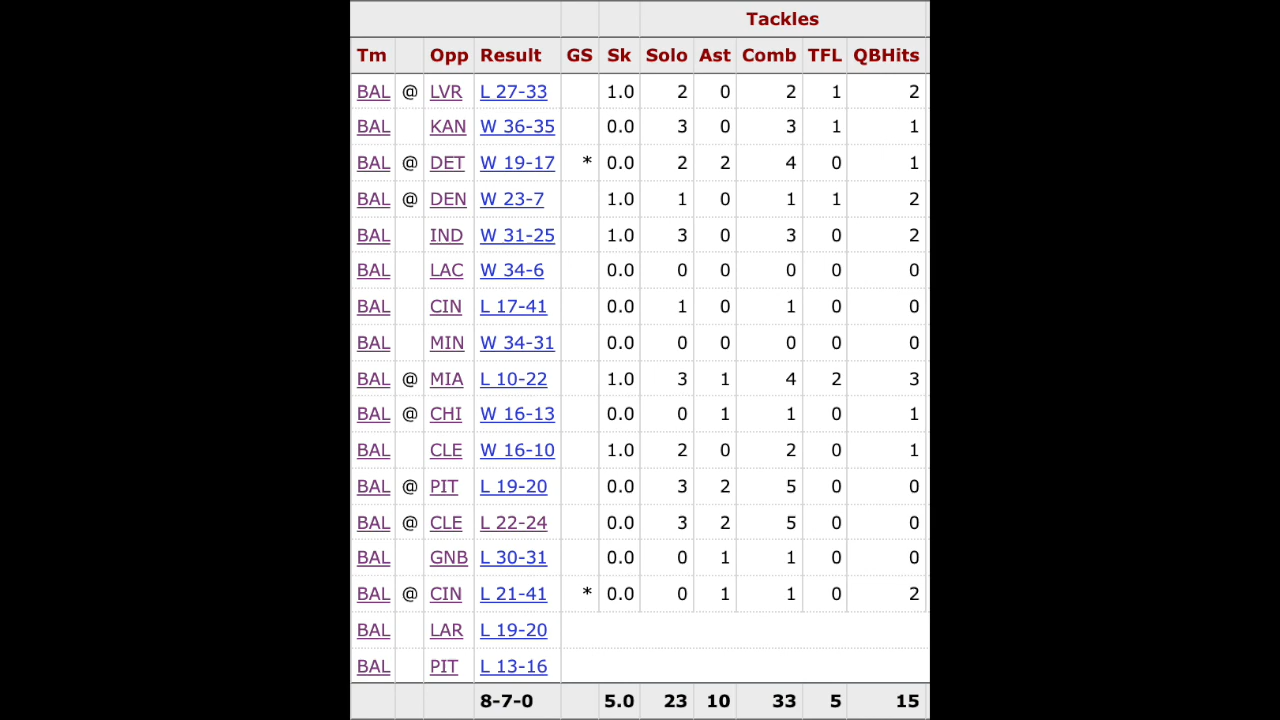 Tackles
Tm Opp Result GS Sk Solo Ast Comb TFL QBHits
BAL @ LVR L 27-33 1.0 2 0 2 1 2
BAL KAN W 36-35 0.0 3 0 3 1 1
BAL @ DET W 19-17 * 0.0 2 2 4 0 1
BAL @ DEN W 23-7 1.0 1 0 1 1 2
BAL IND W 31-25 1.0 3 0 3 0 2
BAL LAC W 34-6 0.0 0 0 0 0 0
BAL CIN L 17-41 0.0 1 0 1 0 0
BAL MIN W 34-31 0.0 0 0 0 0 0
BAL @ MIA L 10-22 1.0 3 1 4 2 3
BAL @ CHI W 16-13 0.0 0 1 1 0 1
BAL CLE W 16-10 1.0 2 0 2 0 1
BAL @ PIT L 19-20 0.0 3 2 5 0 0
BAL @ CLE L 22-24 0.0 3 2 5 0 0
BAL GNB L 30-31 0.0 0 1 1 0 0
BAL @ CIN L 21-41 * 0.0 0 1 1 0 2
BAL LAR L 19-20
BAL PIT L 13-16
8-7-0 5.0 23 10 33 5 15